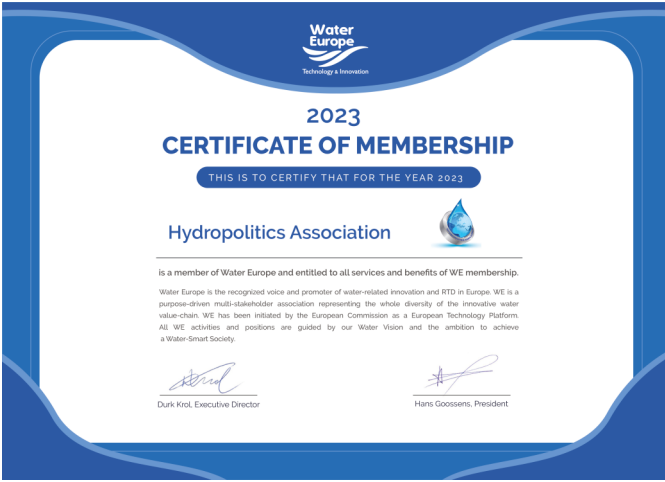 Water
Europe
Technology & Innovation
2023
CERTIFICATE OF MEMBERSHIP
THIS IS TO CERTIFY THAT FOR THE YEAR 2023
Hydropolitics Association
is a member of Water Europe and entitled to all services and benefits of WE membership.
Water Europe is the recognized voice and promoter of water-related innovation and RTD in Europe. WE is a
purpose-driven multi-stakeholder association representing the whole diversity of the innovative water
value-chain. WE has been initiated by the European Commission as a European Technology Platform.
All WE activities and positions are guided by our Water Vision and the ambition to achieve
a Water-Smart Society.
Durk Krol, Executive Director
Hans Goossens, President